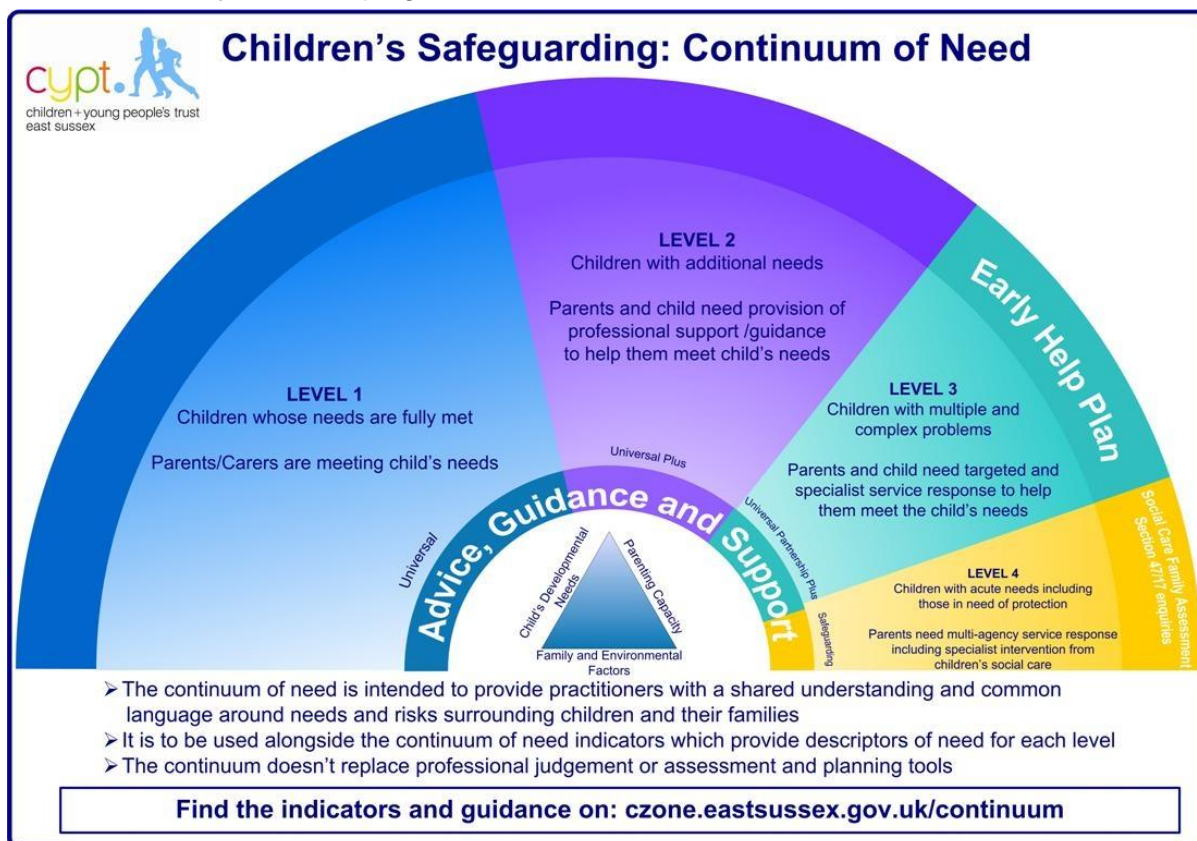 Children's Safeguarding: Continuum of Need
cypt.
children + young people's trust
east sussex
LEVEL 1
Children whose needs are fully met
Parents/Carers are meeting child's needs
LEVEL 2
Children with additional needs
Parents and child need provision of
professional support /guidance
to help them meet child's needs
LEVEL 3
Children with multiple and
complex problems
Parents and child need targeted and
specialist service response to help
them meet the child's needs
LEVEL 4
Children with acute needs including
those in need of protection
Parents need multi-agency service response
including specialist intervention from
children's social care
Early Help Plan
Social Care Family Assessment
Section 47/17 enquiries
Universal
Universal Plus
Universal Partnership Plus
Safeguarding
Advice, Guidance and Support
Child's Developmental
Needs
Parenting Capacity
Family and Environmental
Factors
➢ The continuum of need is intended to provide practitioners with a shared understanding and common
language around needs and risks surrounding children and their families
➢ It is to be used alongside the continuum of need indicators which provide descriptors of need for each level
➢ The continuum doesn't replace professional judgement or assessment and planning tools
Find the indicators and guidance on: czone.eastsussex.gov.uk/continuum